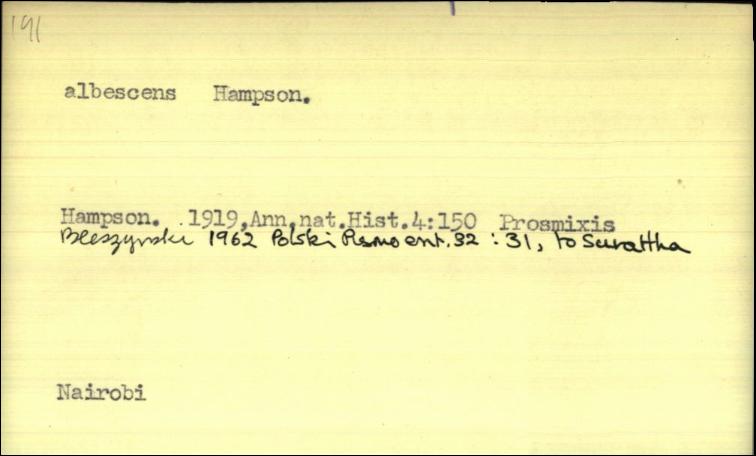 191
albescens Hampson.
Hampson. 1919,Ann,nat.Hist.4:150 Prosmixis
Bleszynski 1962 Polski Pismo ent. 32 : 31, to Surattha
Nairobi